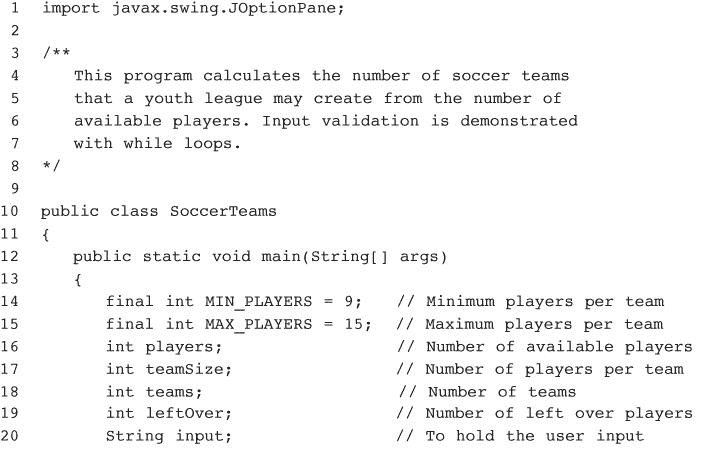 1 import javax.swing.JOptionPane;
2
3 /**
4 This program calculates the number of soccer teams
5 that a youth league may create from the number of
6 available players. Input validation is demonstrated
7 with while loops.
8 */
9
10 public class SoccerTeams
11 {
12 public static void main(String[] args)
13 {
14 final int MIN_PLAYERS = 9; // Minimum players per team
15 final int MAX_PLAYERS = 15; // Maximum players per team
16 int players; // Number of available players
17 int teamSize; // Number of players per team
18 int teams; // Number of teams
19 int leftOver; // Number of left over players
20 String input; // To hold the user input